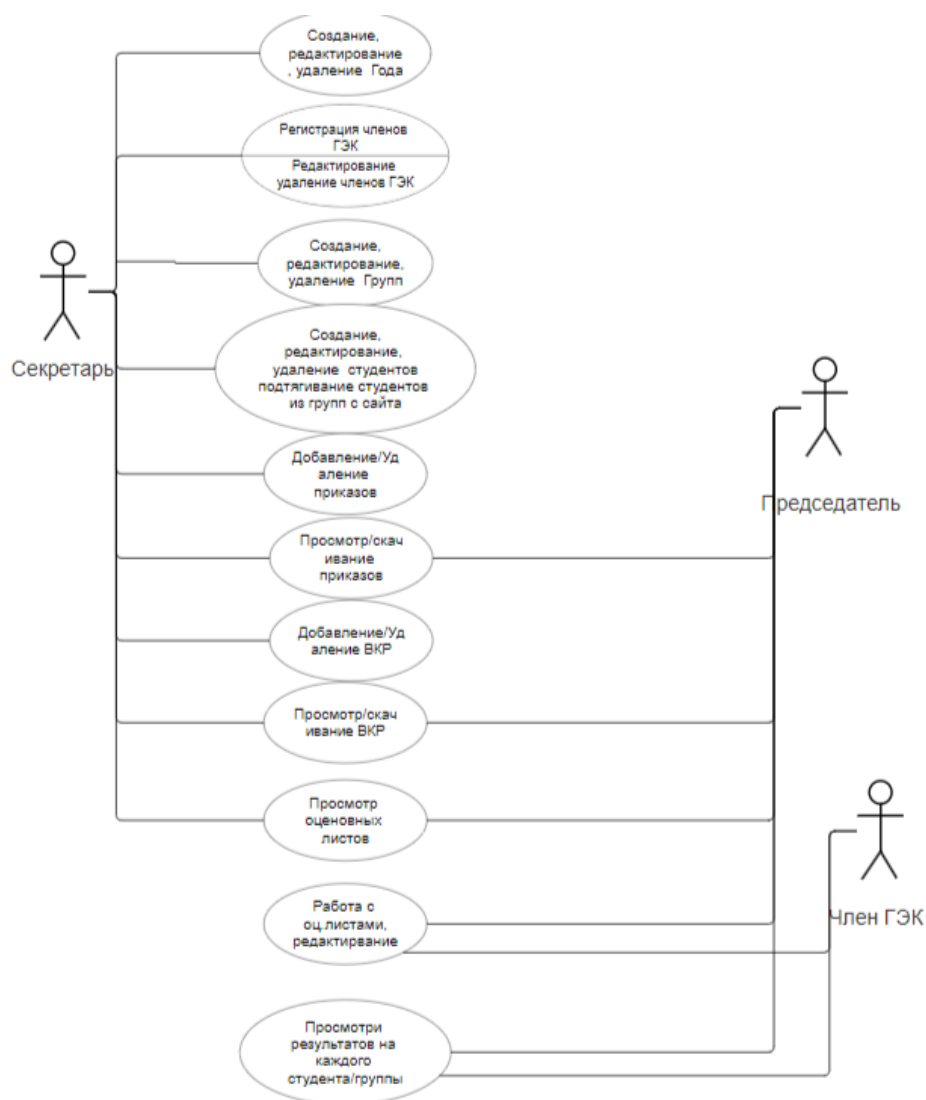 Создание,
редактирование
, удаление Года
Регистрация членов
ГЭК
Редактирование
удаление членов ГЭК
Создание,
редактирование,
удаление Групп
Секретарь
Создание,
редактирование,
удаление студентов
подтягивание студентов
из групп с сайта
Добавление/Уд
аление
приказов
Председатель
Просмотр/скач
ивание
приказов
Добавление/Уд
аление ВКР
Просмотр/скач
ивание ВКР
Просмотр
оценовных
листов
Работа с
оц.листами,
редактирвание
Член ГЭК
Просмотри
результатов на
каждого
студента/группы